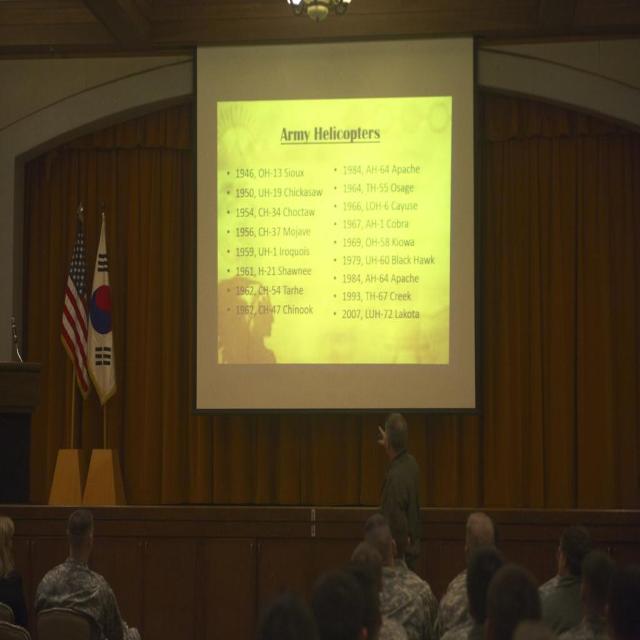 Army Helicopters
• 1946, OH-13 Sioux
• 1950, UH-19 Chickasaw
• 1954, CH-34 Choctaw
• 1956, CH-37 Mojave
• 1959, UH-1 Iroquois
• 1961, H-21 Shawnee
• 1962, CH-54 Tarhe
• 1962, CH-47 Chinook
• 1984, AH-64 Apache
• 1964, TH-55 Osage
• 1966, LOH-6 Cayuse
• 1967, AH-1 Cobra
• 1969, OH-58 Kiowa
• 1979, UH-60 Black Hawk
• 1984, AH-64 Apache
• 1993, TH-67 Creek
• 2007, LUH-72 Lakota